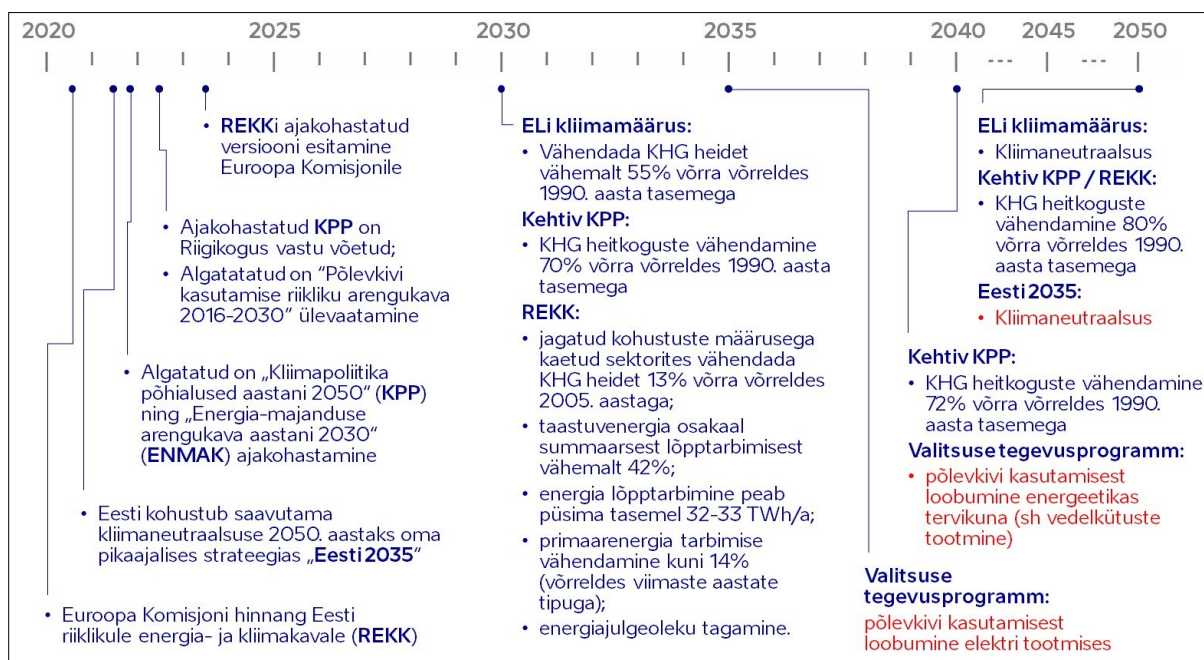 2020 2025 2030 2035 2040 2045 2050
• REKKi ajakohastatud
versiooni esitamine
Euroopa Komisjonile
• Ajakohastatud KPP on
Riigikogus vastu võetud;
• Algatatatud on "Põlevkivi
kasutamise riikliku arengukava
2016-2030" ülevaatamine
• Algatatud on „Kliimapoliitika
põhialused aastani 2050“ (KPP)
ning „Energia-majanduse
arengukava aastani 2030“
(ENMAK) ajakohastamine
• Eesti kohustub saavutama
kliimaneutraalsuse 2050. aastaks oma
pikaajalises strateegias „Eesti 2035“
• Euroopa Komisjoni hinnang Eesti
riiklikule energia- ja kliimakavale (REKK)
ELi kliimamäärus:
• Vähendada KHG heidet
vähemalt 55% võrra võrreldes
1990. aasta tasemega
Kehtiv KPP:
• KHG heitkoguste vähendamine
70% võrra võrreldes 1990. aasta
tasemega
REKK:
• jagatud kohustuste määrusega
kaetud sektorites vähendada
KHG heidet 13% võrra võrreldes
2005. aastaga;
• taastuvenergia osakaal
summaarsest lõpptarbimisest
vähemalt 42%;
• energia lõpptarbimine peab
püsima tasemel 32-33 TWh/a;
• primaarenergia tarbimise
vähendamine kuni 14%
(võrreldes viimaste aastate
tipuga);
• energiajulgeoleku tagamine.
Valitsuse
tegevusprogramm:
põlevkivi kasutamisest
loobumine elektri tootmises
Kehtiv KPP:
• KHG heitkoguste vähendamine
72% võrra võrreldes 1990.
aasta tasemega
Valitsuse tegevusprogramm:
• põlevkivi kasutamisest
loobumine energeetikas
tervikuna (sh vedelkütuste
tootmine)
ELi kliimamäärus:
• Kliimaneutraalsus
Kehtiv KPP / REKK:
• KHG heitkoguste
vähendamine 80%
võrra võrreldes 1990.
aasta tasemega
Eesti 2035:
• Kliimaneutraalsus